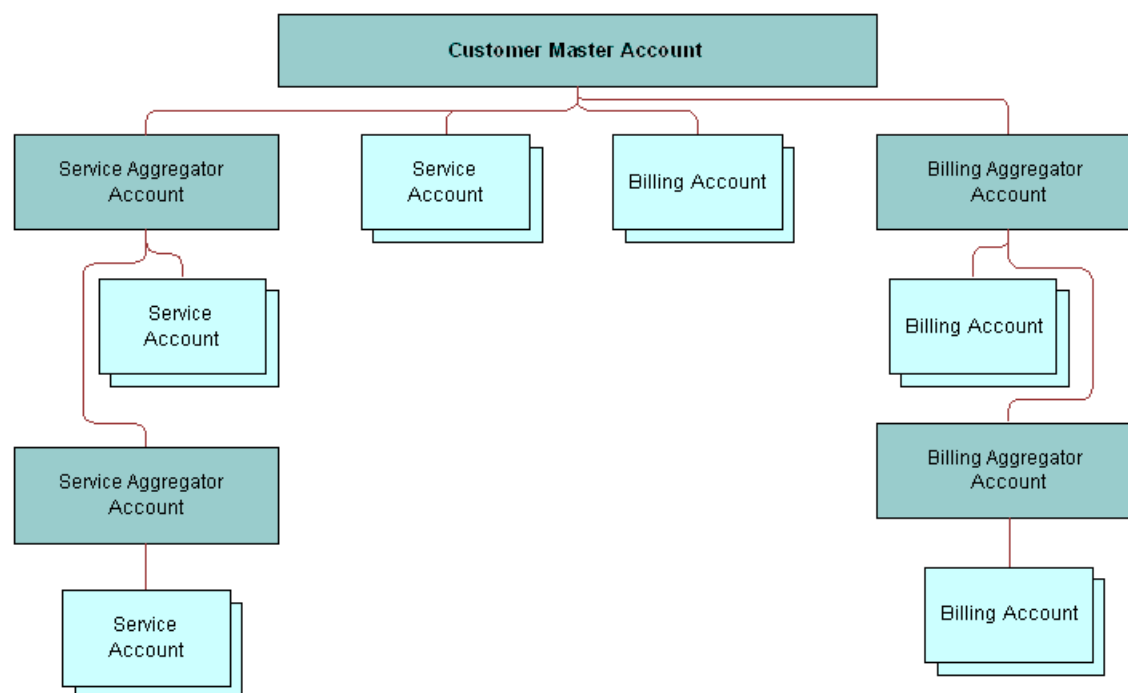 Customer Master Account
Service Aggregator
Account
Service
Account
Billing Account
Billing Aggregator
Account
Service
Account
Billing Account
Service Aggregator
Account
Billing Aggregator
Account
Service
Account
Billing Account